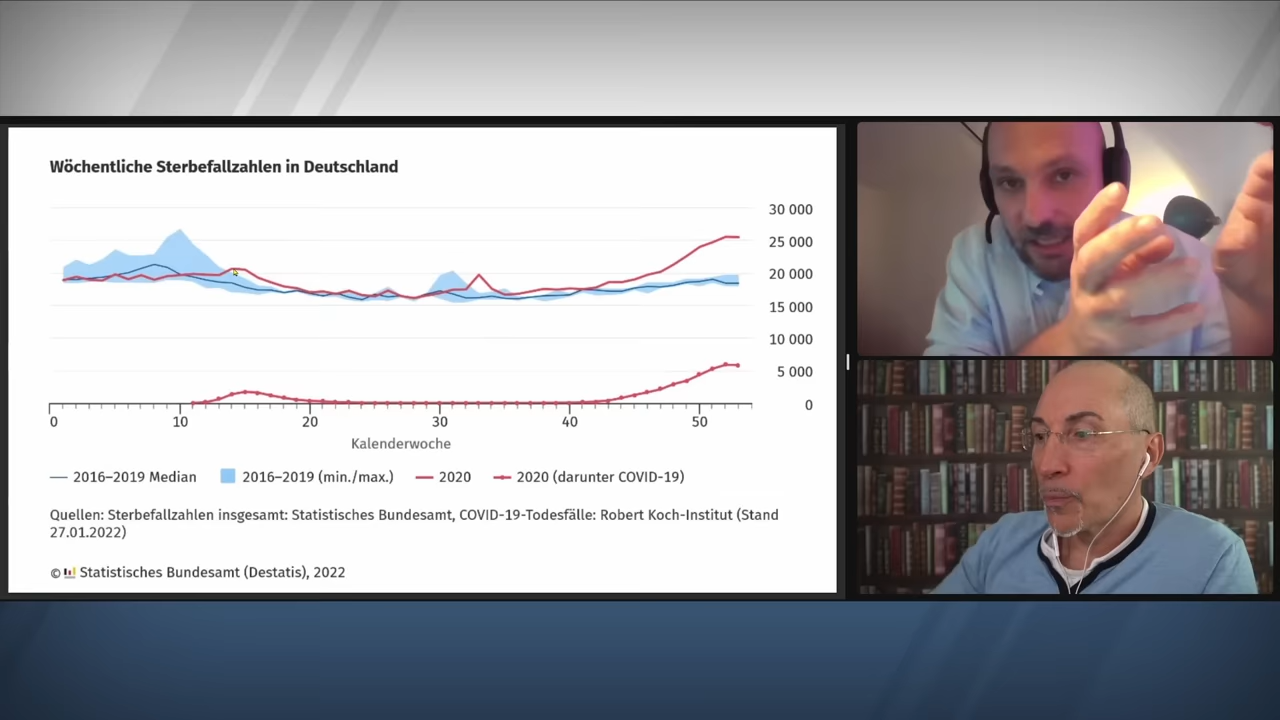 Wöchentliche Sterbefallzahlen in Deutschland
30 000
25 000
20 000
15 000
10 000
5 000
0
0 10 20 30 40 50
Kalenderwoche
2016–2019 Median 2016–2019 (min./max.) 2020 2020 (darunter COVID-19)
Quellen: Sterbefallzahlen insgesamt: Statistisches Bundesamt, COVID-19-Todesfälle: Robert Koch-Institut (Stand
27.01.2022)
© Statistisches Bundesamt (Destatis), 2022